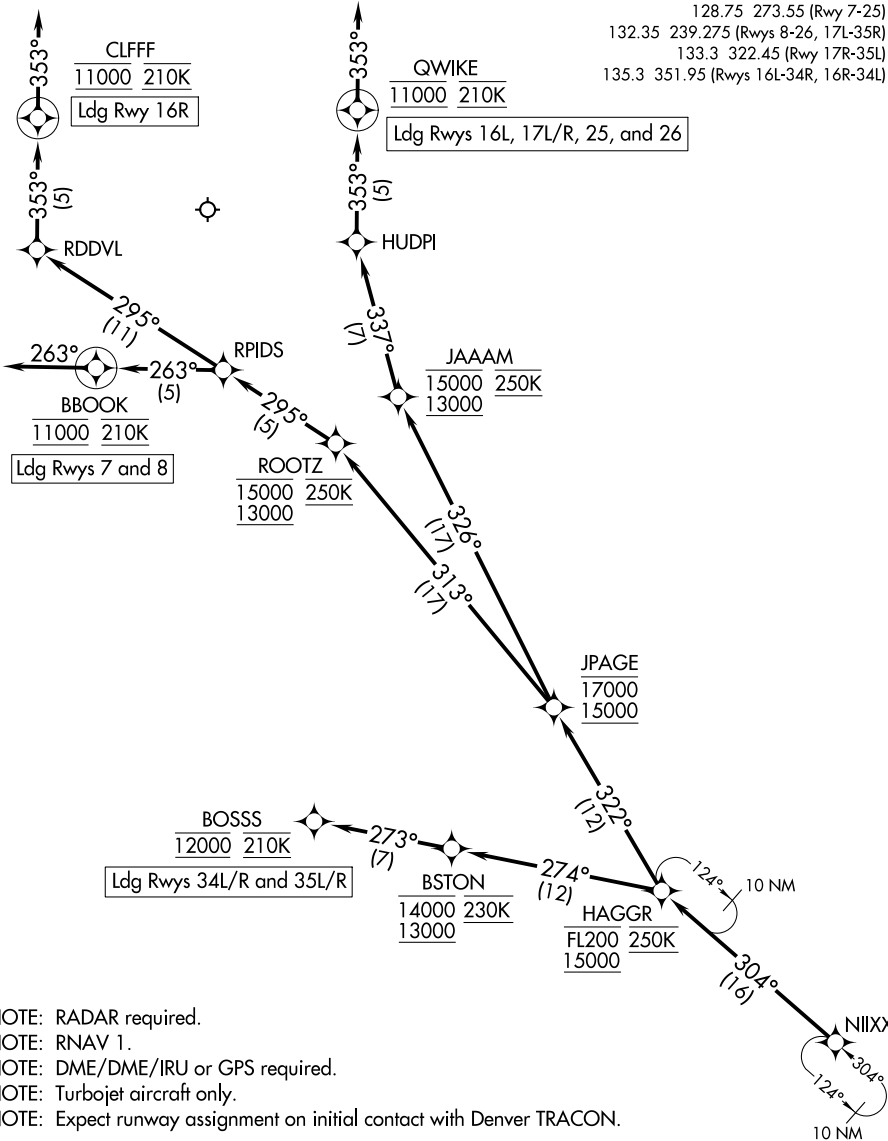 128.75 273.55 (Rwy 7-25)
132.35 239.275 (Rwys 8-26, 17L-35R)
133.3 322.45 (Rwy 17R-35L)
135.3 351.95 (Rwys 16L-34R, 16R-34L)
353°
CLFFF
11000 210K
Ldg Rwy 16R
353°
QWIKE
11000 210K
Ldg Rwys 16L, 17L/R, 25, and 26
353°
(5)
353°
(5)
RDDVL
HUDPI
295°
(11)
337°
(7)
RPIDS
263°
263°
(5)
BBOOK
11000 210K
Ldg Rwys 7 and 8
JAAAM
15000 250K
13000
295°
(5)
ROOTZ
15000 250K
13000
326°
(17)
313°
(17)
JPAGE
17000
15000
322°
(12)
BOSSS
12000 210K
Ldg Rwys 34L/R and 35L/R
273°
(7)
BSTON
14000 230K
13000
274°
(12)
HAGGR
FL200 250K
15000
124°
10 NM
304°
(16)
NIIXX
304°
124°
10 NM
OTE: RADAR required.
OTE: RNAV 1.
OTE: DME/DME/IRU or GPS required.
OTE: Turbojet aircraft only.
OTE: Expect runway assignment on initial contact with Denver TRACON.